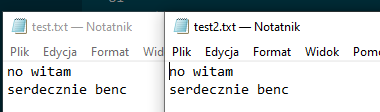 test.txt — Notatnik
Plik Edycja Format Wid
no witam
serdecznie benc
test2.txt — Notatnik
Plik Edycja Format Widok
no witam
serdecznie benc